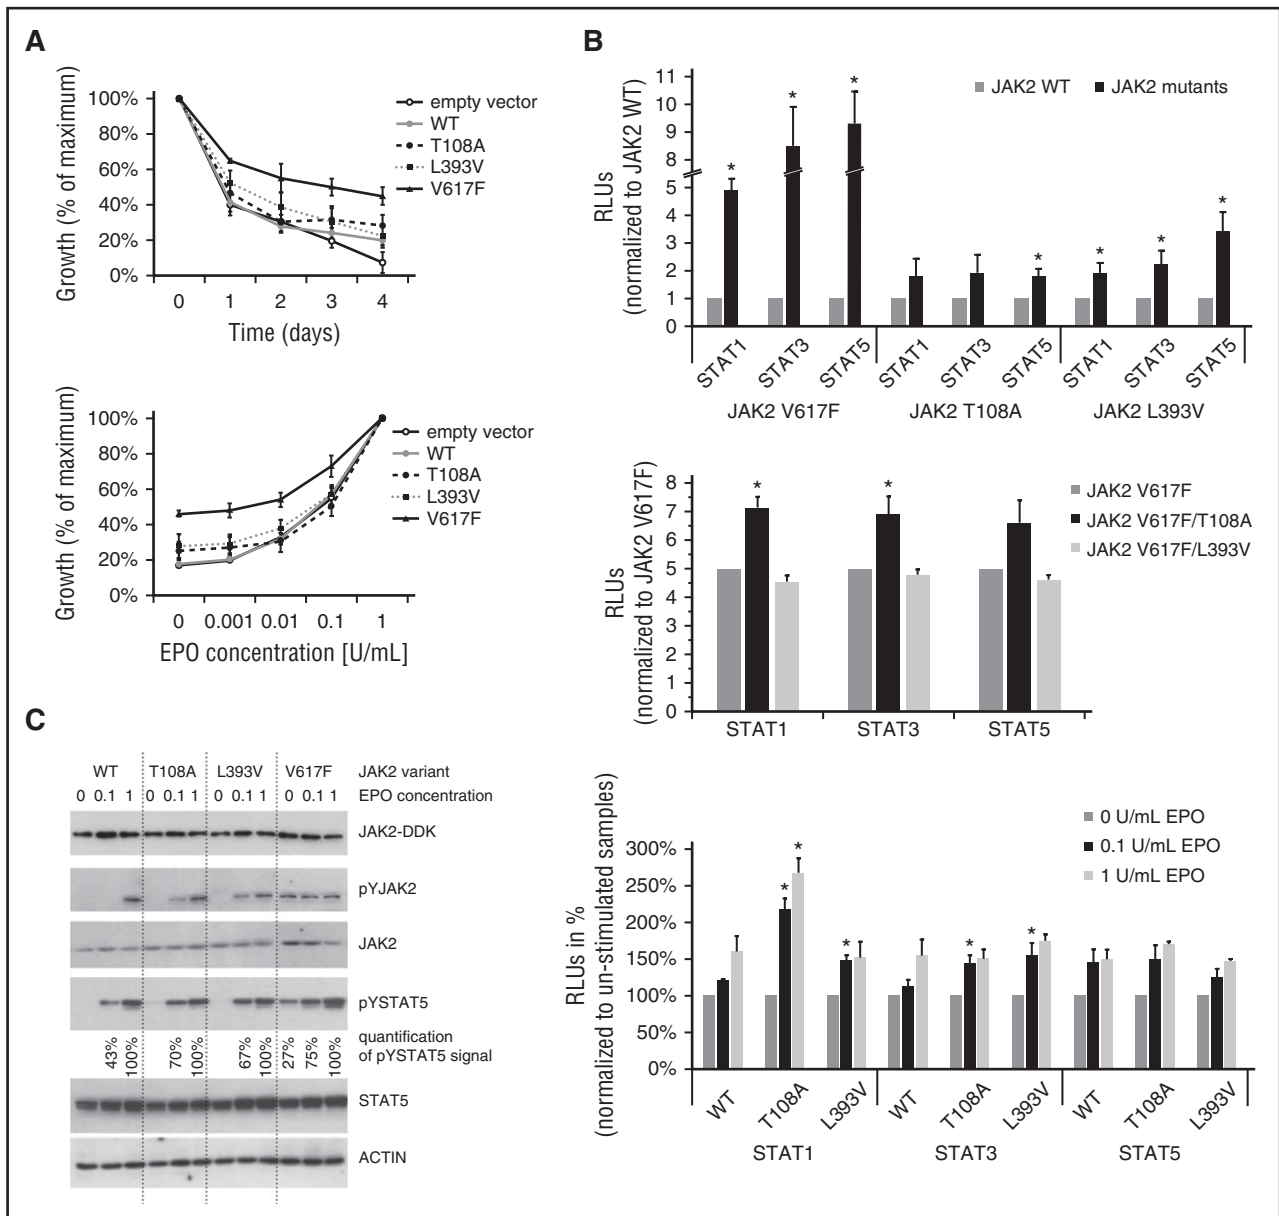 A
100%
80%
60%
40%
20%
0%
Growth (% of maximum)
0 1 2 3 4
Time (days)
empty vector
WT
T108A
L393V
V617F
100%
80%
60%
40%
20%
0%
Growth (% of maximum)
0 0.001 0.01 0.1 1
EPO concentration [U/mL]
empty vector
WT
T108A
L393V
V617F
B
RLUs
(normalized to JAK2 WT)
11
10
9
8
5
4
3
2
1
0
JAK2 WT JAK2 mutants
* * * * * * *
STAT1 STAT3 STAT5 STAT1 STAT3 STAT5 STAT1 STAT3 STAT5
JAK2 V617F JAK2 T108A JAK2 L393V
RLUs
(normalized to JAK2 V617F)
8
7
6
5
4
3
2
1
0
* *
JAK2 V617F
JAK2 V617F/T108A
JAK2 V617F/L393V
STAT1 STAT3 STAT5
RLUs in %
(normalized to un-stimulated samples)
300%
250%
200%
150%
100%
50%
0%
0 U/mL EPO
0.1 U/mL EPO
1 U/mL EPO
* * * * *
WT T108A L393V WT T108A L393V WT T108A L393V
STAT1 STAT3 STAT5
C
WT T108A L393V V617F JAK2 variant
0 0.1 1 0 0.1 1 0 0.1 1 0 0.1 1 EPO concentration
JAK2-DDK
pYJAK2
JAK2
pYSTAT5
43% 100% 70% 100% 67% 100% 27% 75% 100%
quantification
of pYSTAT5 signal
STAT5
ACTIN